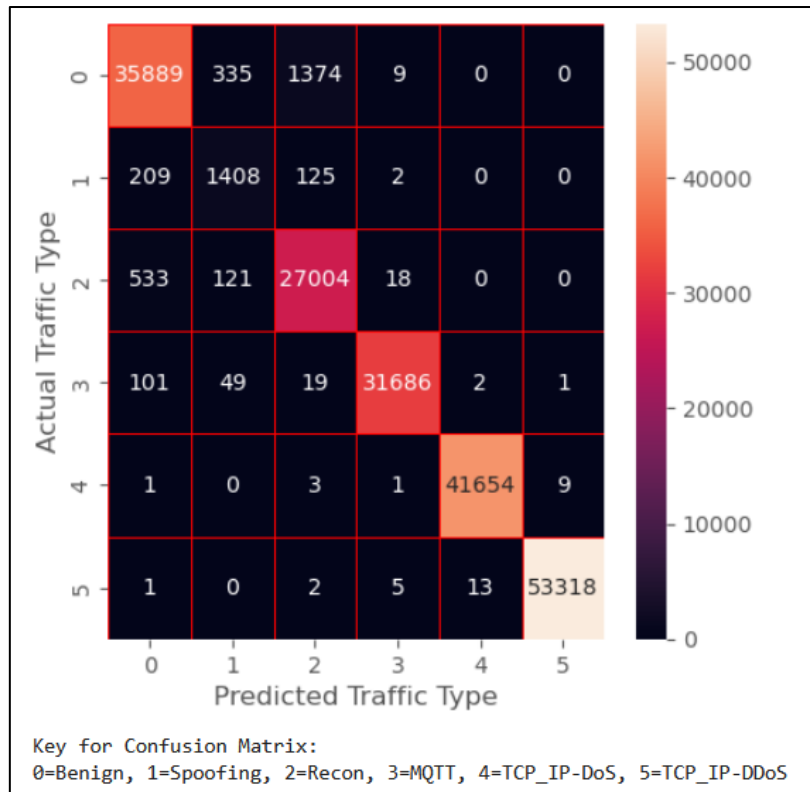 0 35889 335 1374 9 0 0
1 209 1408 125 2 0 0
2 533 121 27004 18 0 0
3 101 49 19 31686 2 1
4 1 0 3 1 41654 9
5 1 0 2 5 13 53318
0 1 2 3 4 5
Predicted Traffic Type
Actual Traffic Type
50000
40000
30000
20000
10000
0
Key for Confusion Matrix:
0=Benign, 1=Spoofing, 2=Recon, 3=MQTT, 4=TCP_IP-DoS, 5=TCP_IP-DDoS